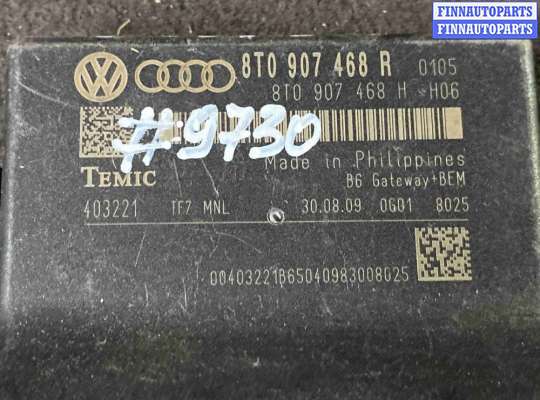 FINNAUTOPARTS
FINNAUTOPARTS
8T0 907 468 R 0105
8T0 907 468 H H06
#9730
Made in Philippines
TEMIC
B6 Gateway+BEM
403221 TF7 MNL 30.08.09 0G01 8025
00403221B65040983008025